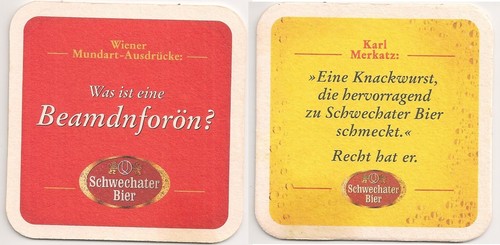 Wiener
Mundart-Ausdrücke:
Was ist eine
Beamdnforön?
Schwechater
Bier
Karl
Merkatz:
»Eine Knackwurst,
die hervorragend
zu Schwechater Bier
schmeckt.«
Recht hat er.
Schwechater
Bier